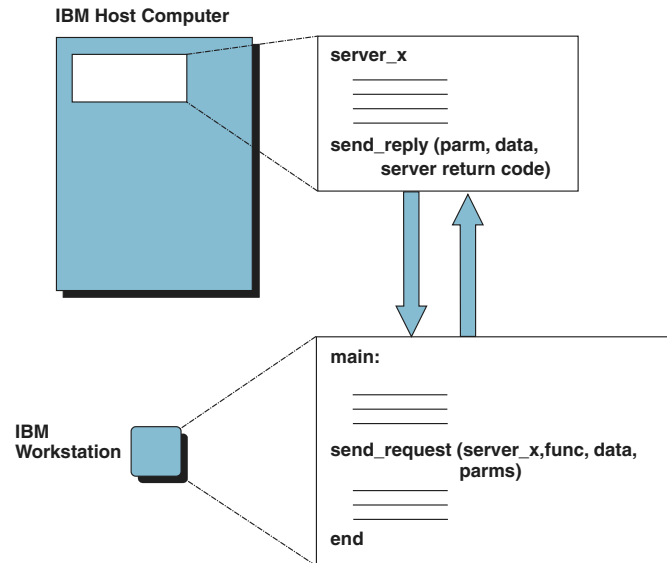 IBM Host Computer
server_x
send_reply (parm, data,
server return code)
main:
IBM
Workstation
send_request (server_x,func, data,
parms)
end